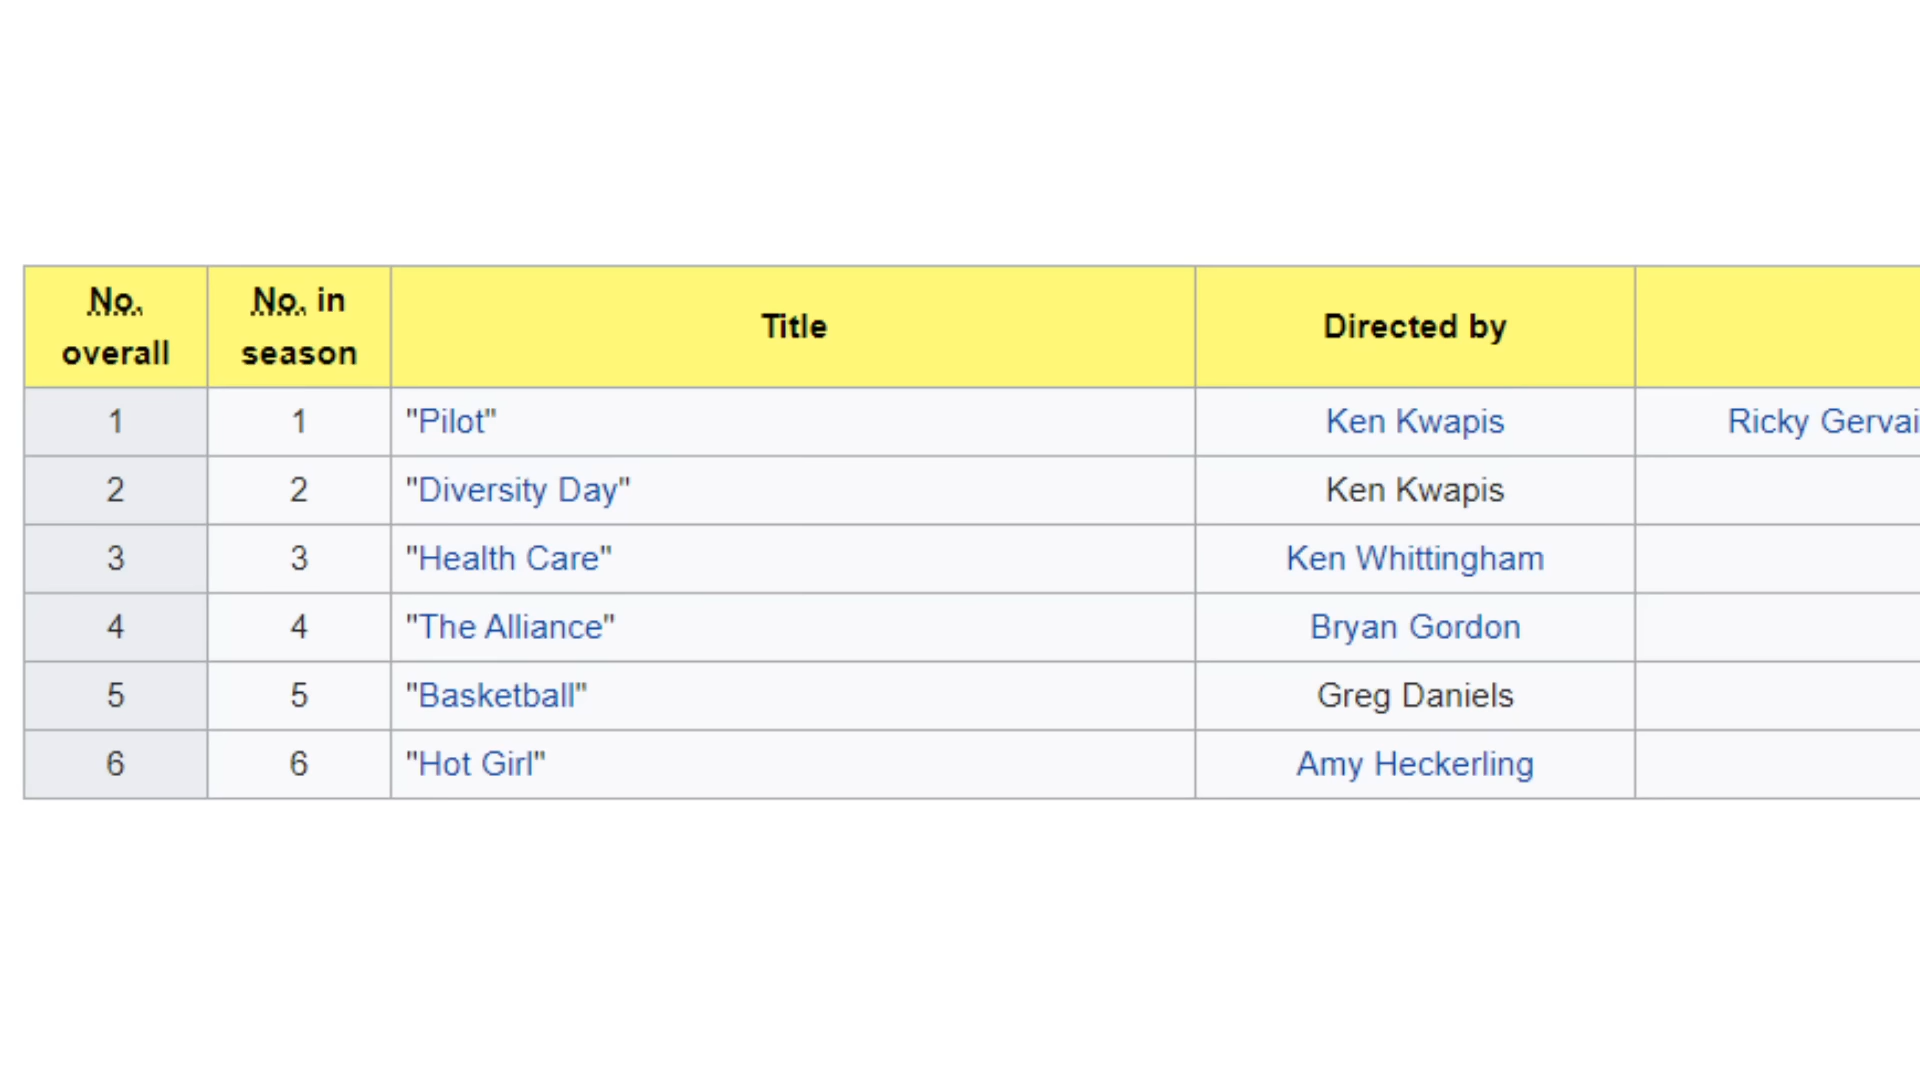 No. overall No. in season Title Directed by
1 1 "Pilot" Ken Kwapis Ricky Gervai
2 2 "Diversity Day" Ken Kwapis
3 3 "Health Care" Ken Whittingham
4 4 "The Alliance" Bryan Gordon
5 5 "Basketball" Greg Daniels
6 6 "Hot Girl" Amy Heckerling